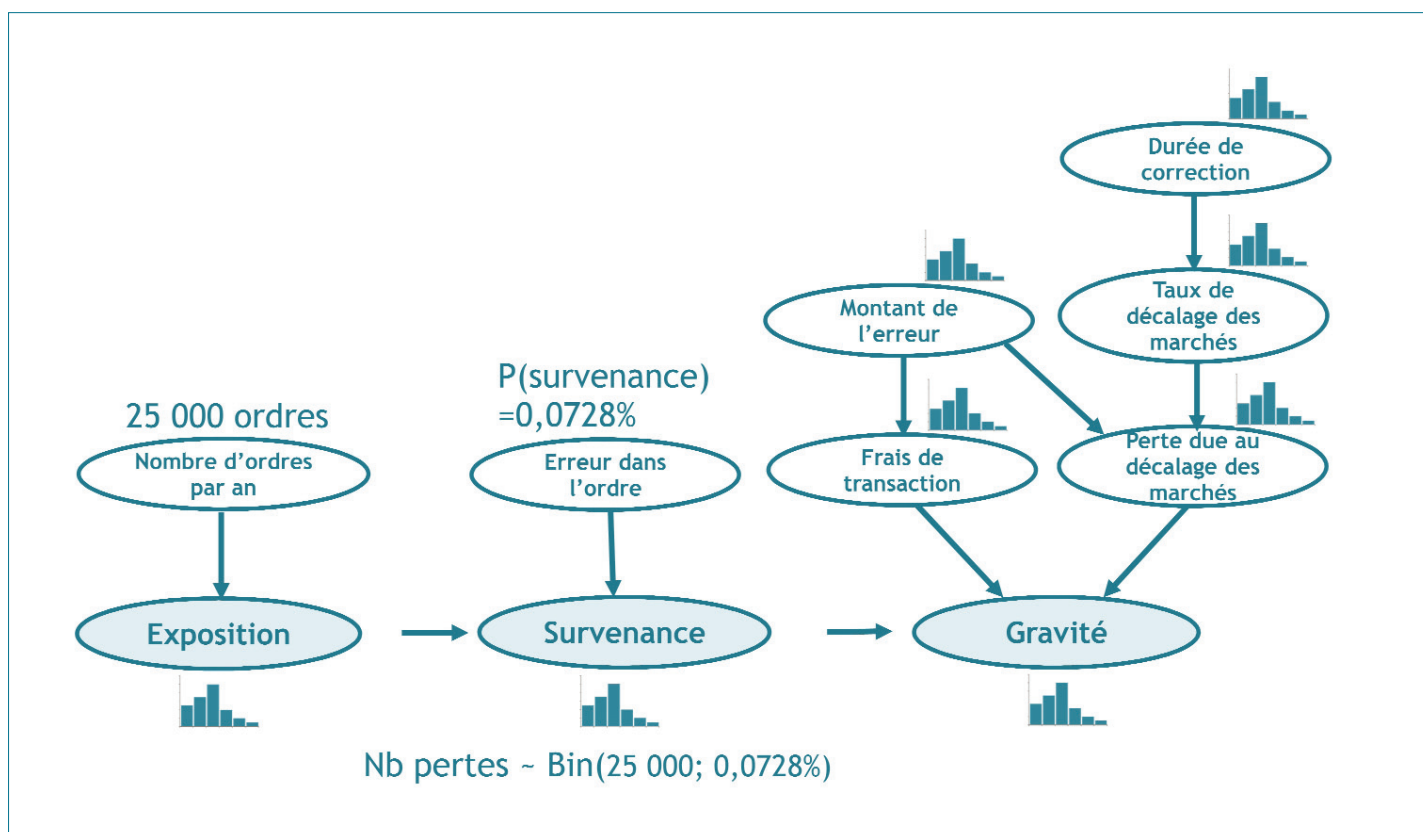 Durée de
correction
Taux de
décalage des
marchés
Montant de
l'erreur
P(survenance)
=0,0728%
25 000 ordres
Nombre d'ordres
par an
Erreur dans
l'ordre
Frais de
transaction
Perte due au
décalage des
marchés
Exposition
Survenance
Gravité
Nb pertes ~ Bin(25 000; 0,0728%)